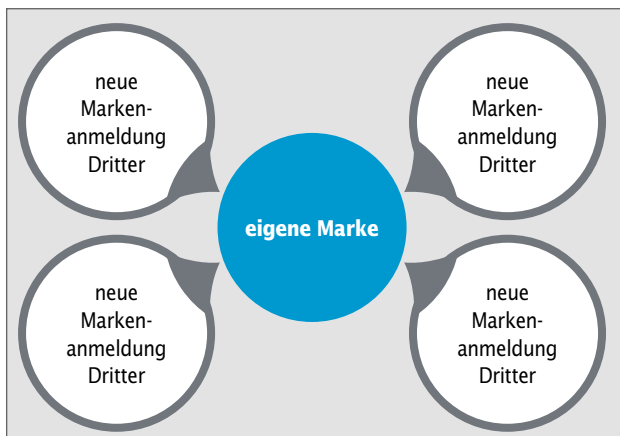 neue
Marken-
anmeldung
Dritter
neue
Marken-
anmeldung
Dritter
eigene Marke
neue
Marken-
anmeldung
Dritter
neue
Marken-
anmeldung
Dritter